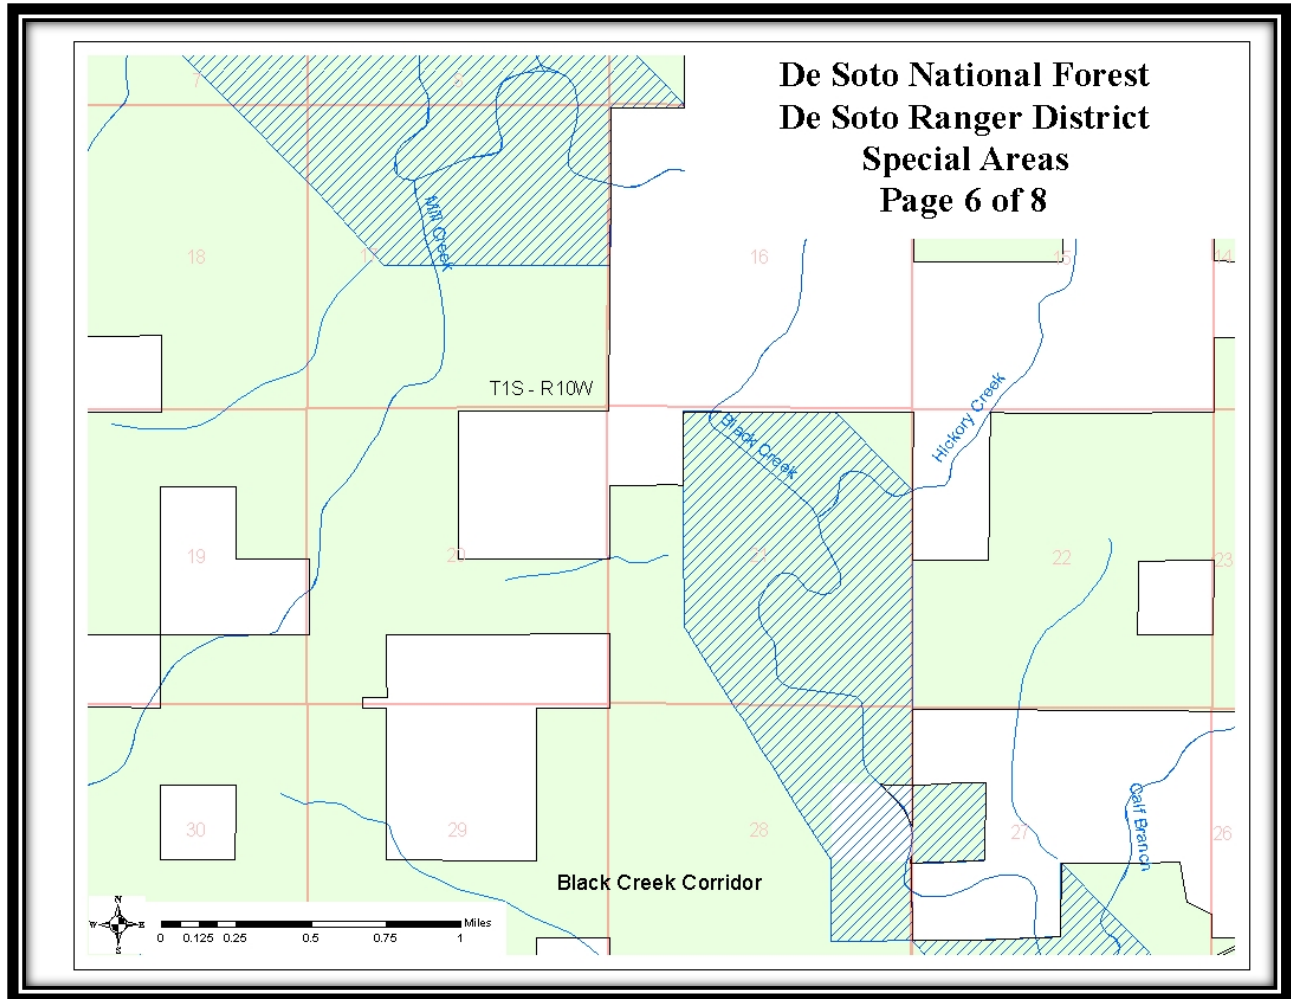 De Soto National Forest
De Soto Ranger District
Special Areas
Page 6 of 8
7
18
17
16
15
14
Mill Creek
T1S - R10W
Black Creek
Hickory Creek
19
20
21
22
23
30
29
28
27
26
Calf Branch
Black Creek Corridor
N
W E
S
0 0.125 0.25 0.5 0.75 1 Miles